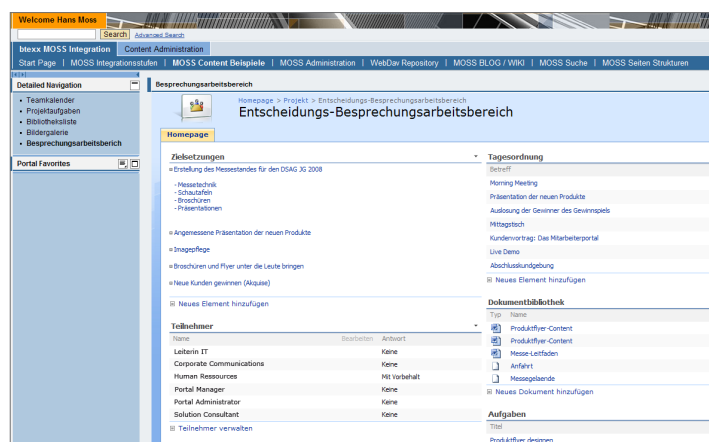 Welcome Hans Moss
Search Advanced Search
btexx MOSS Integration Content Administration
Start Page | MOSS Integrationsstufen | MOSS Content Beispiele | MOSS Administration | WebDav Repository | MOSS BLOG / WIKI | MOSS Suche | MOSS Seiten Strukturen
Detailed Navigation
Teamkalender
Projektaufgaben
Bibliotheksliste
Bildergalerie
Besprechungsarbeitsberich
Portal Favorites
Besprechungsarbeitsbereich
Homepage > Projekt > Entscheidungs-Besprechungsarbeitsbereich
Entscheidungs-Besprechungsarbeitsbereich
Homepage
Zielsetzungen
Erstellung des Messestandes für den DSAG JG 2008
- Messetechnik
- Schautafeln
- Broschüren
- Präsentationen
Angemessene Präsentation der neuen Produkte
Imagepflege
Broschüren und Flyer unter die Leute bringen
Neue Kunden gewinnen (Akquise)
Neues Element hinzufügen
Teilnehmer
Name Bearbeiten Antwort
Leiterin IT Keine
Corporate Communications Keine
Human Ressources Mit Vorbehalt
Portal Manager Keine
Portal Administrator Keine
Solution Consultant Keine
Teilnehmer verwalten
Tagesordnung
Betreff
Morning Meeting
Präsentation der neuen Produkte
Auslosung der Gewinner des Gewinnspiels
Mittagstisch
Kundenvortrag: Das Mitarbeiterportal
Live Demo
Abschlusskundgebung
Neues Element hinzufügen
Dokumentbibliothek
Typ Name
Produktflyer-Content
Produktflyer-Content
Messe-Leitfaden
Anfahrt
Messegelaende
Neues Dokument hinzufügen
Aufgaben
Titel
Produktflyer designen